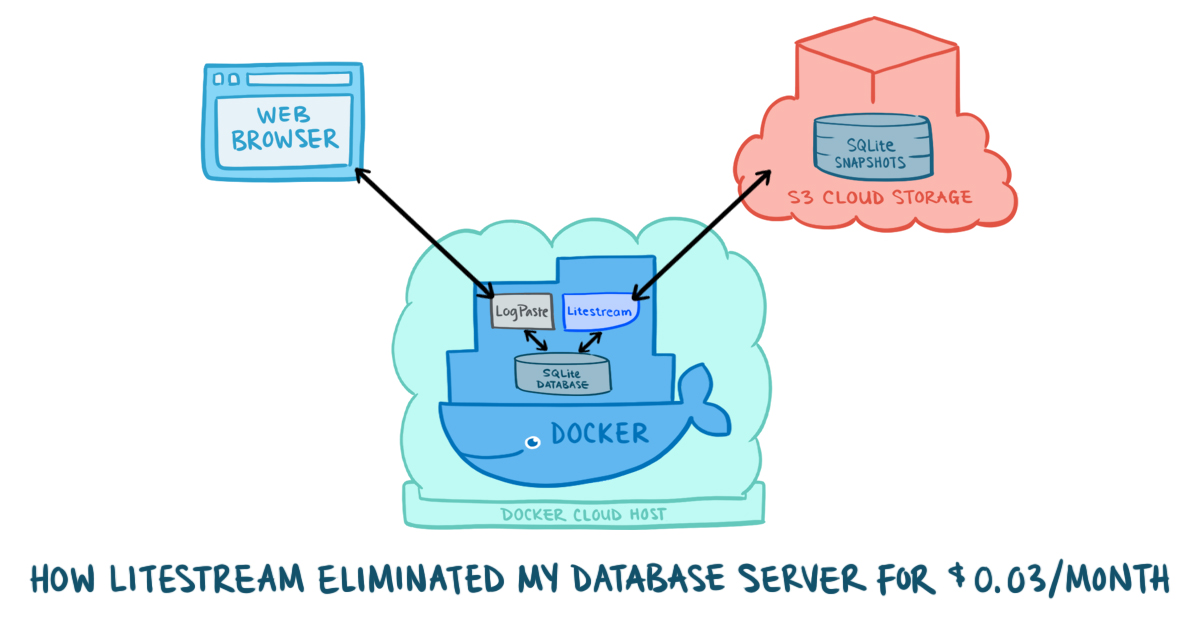 WEB
BROWSER
SQLite
SNAPSHOTS
S3 CLOUD STORAGE
LogPaste
Litestream
SQLite
DATABASE
DOCKER
DOCKER CLOUD HOST
HOW LITESTREAM ELIMINATED MY DATABASE SERVER FOR $0.03/MONTH